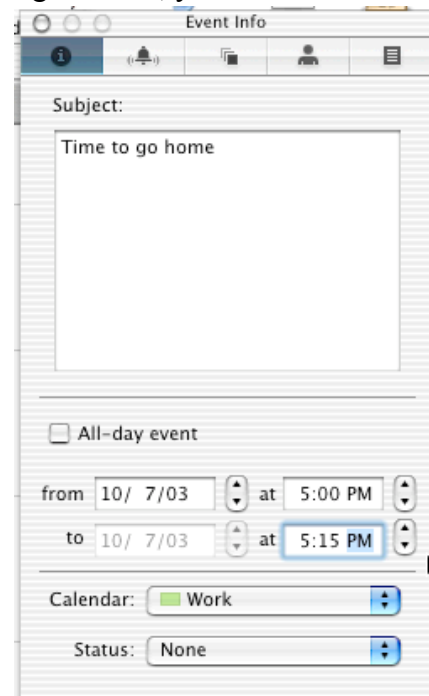 Event Info
Subject:
Time to go home
All-day event
from 10/ 7/03 at 5:00 PM
to 10/ 7/03 at 5:15 PM
Calendar: Work
Status: None